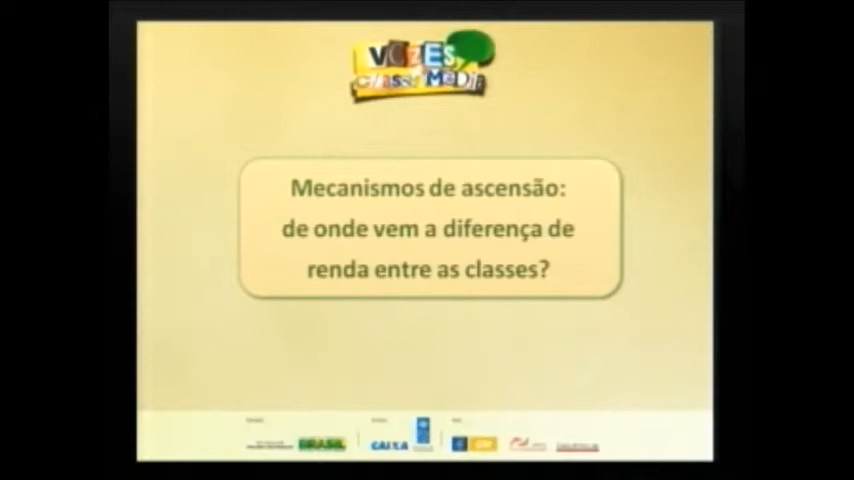 VOZES
CLASSE MéDIA
Mecanismos de ascensão:
de onde vem a diferença de
renda entre as classes?
BRASIL
CAIXA